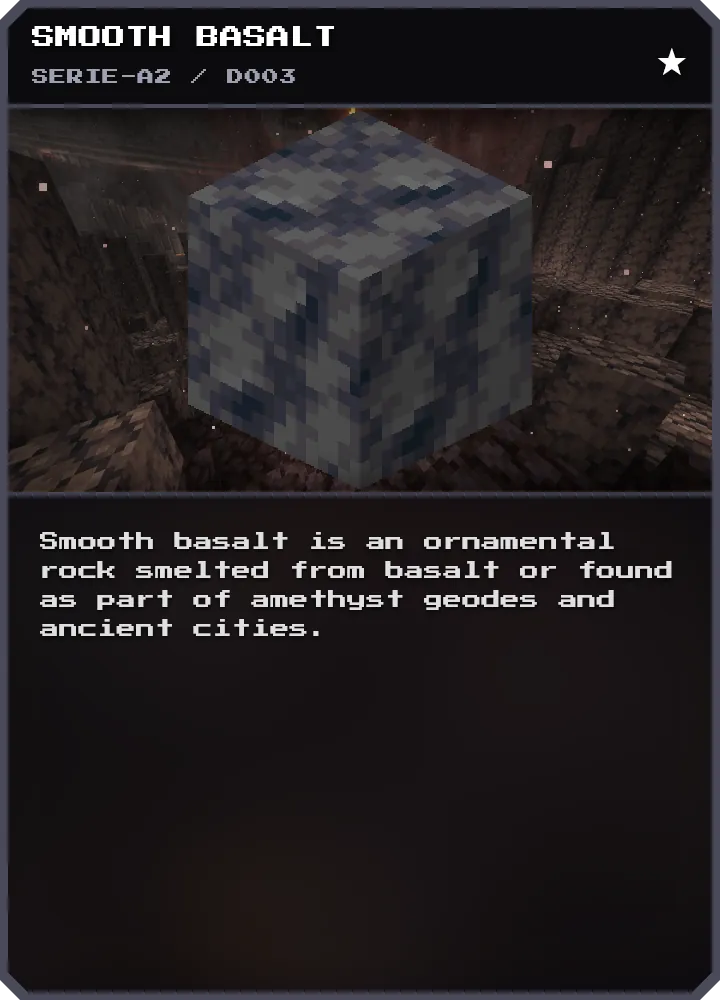 SMOOTH BASALT
SERIE-A2 / D003
Smooth basalt is an ornamental
rock smelted from basalt or found
as part of amethyst geodes and
ancient cities.